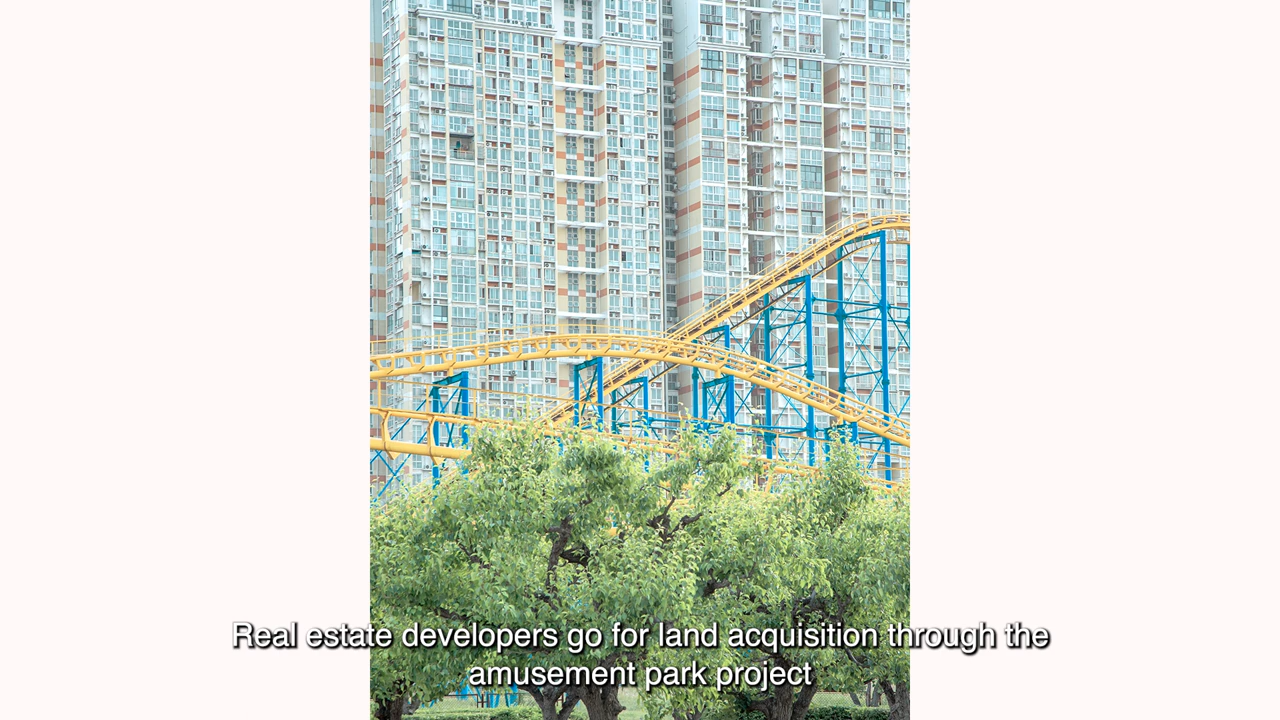 Real estate developers go for land acquisition through the
amusement park project